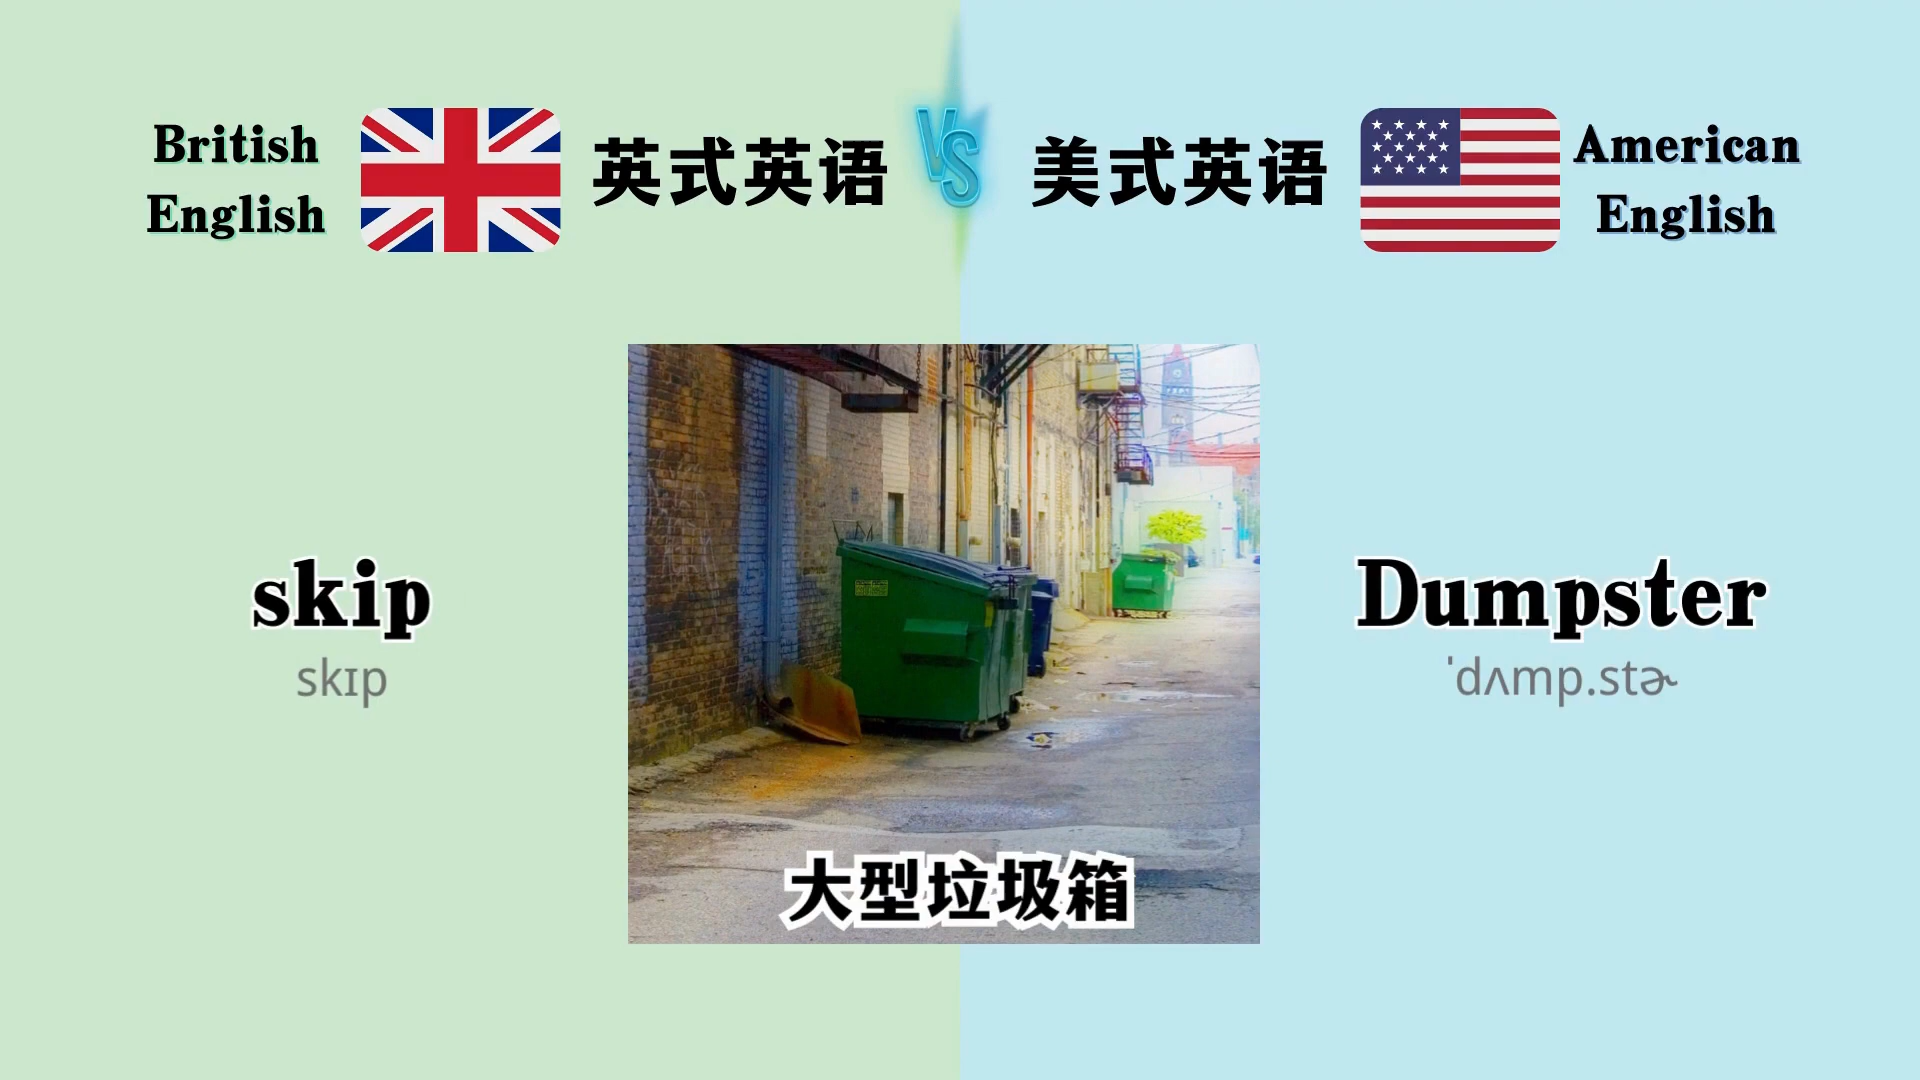 British
English
英式英语
VS
美式英语
American
English
skip
skɪp
Dumpster
ˈdʌmp.stɚ
大型垃圾箱